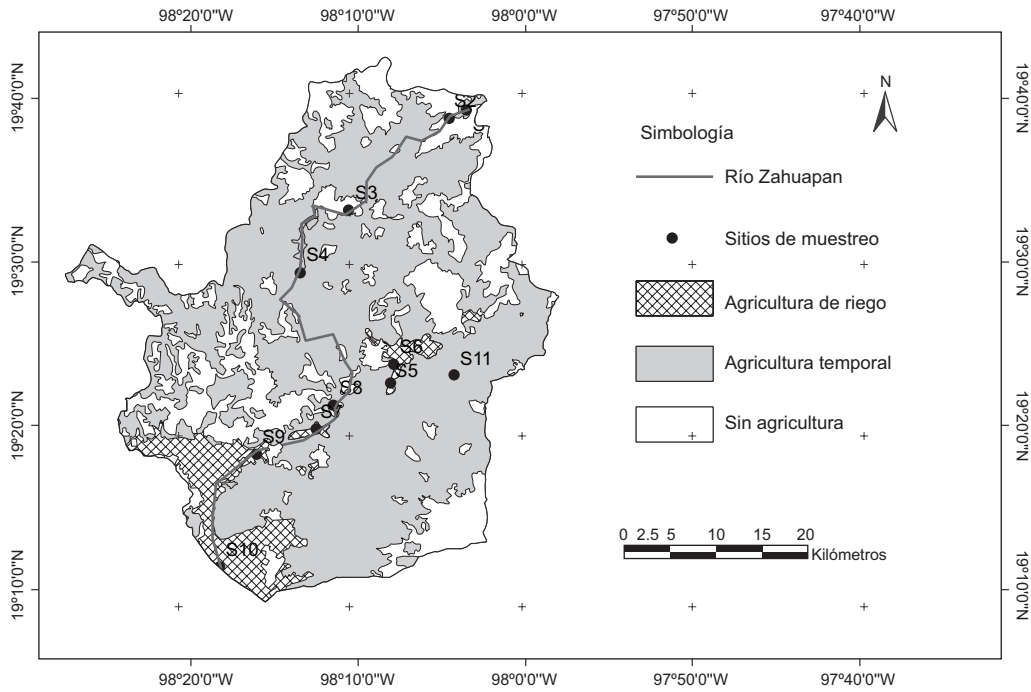 98°20'0"W 98°10'0"W 98°0'0"W 97°50'0"W 97°40'0"W
19°40'0"N
19°40'0"N
S2
N
Simbología
Río Zahuapan
S3
Sitios de muestreo
S4
19°30'0"N
19°30'0"N
Agricultura de riego
S6
S11
Agricultura temporal
S5
S8
19°20'0"N
19°20'0"N
Sin agricultura
S9
0 2.5 5 10 15 20
Kilómetros
S10
19°10'0"N
19°10'0"N
98°20'0"W 98°10'0"W 98°0'0"W 97°50'0"W 97°40'0"W